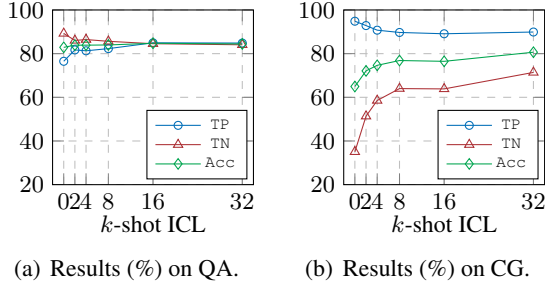 100
80
60
40
20
TP
TN
Acc
0 2 4 8 16 32
k-shot ICL
(a) Results (%) on QA.
100
80
60
40
20
TP
TN
Acc
0 2 4 8 16 32
k-shot ICL
(b) Results (%) on CG.